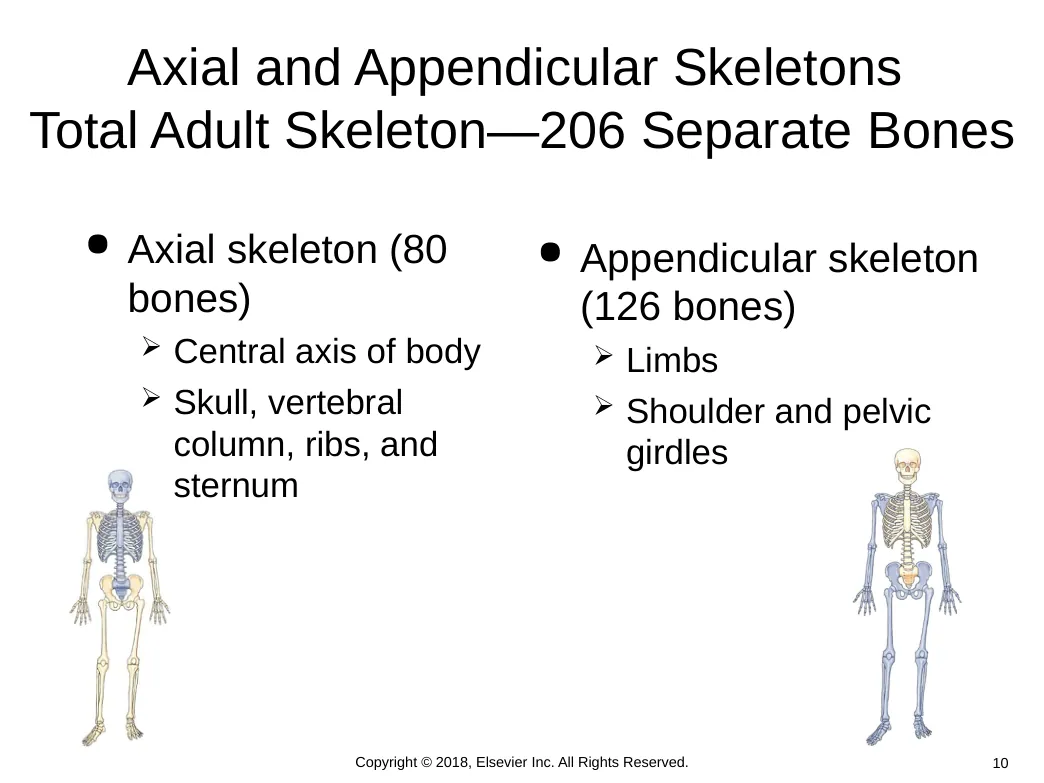 Axial and Appendicular Skeletons
Total Adult Skeleton—206 Separate Bones
Axial skeleton (80
bones)
Central axis of body
Skull, vertebral
column, ribs, and
sternum
Appendicular skeleton
(126 bones)
Limbs
Shoulder and pelvic
girdles
Copyright © 2018, Elsevier Inc. All Rights Reserved.
10